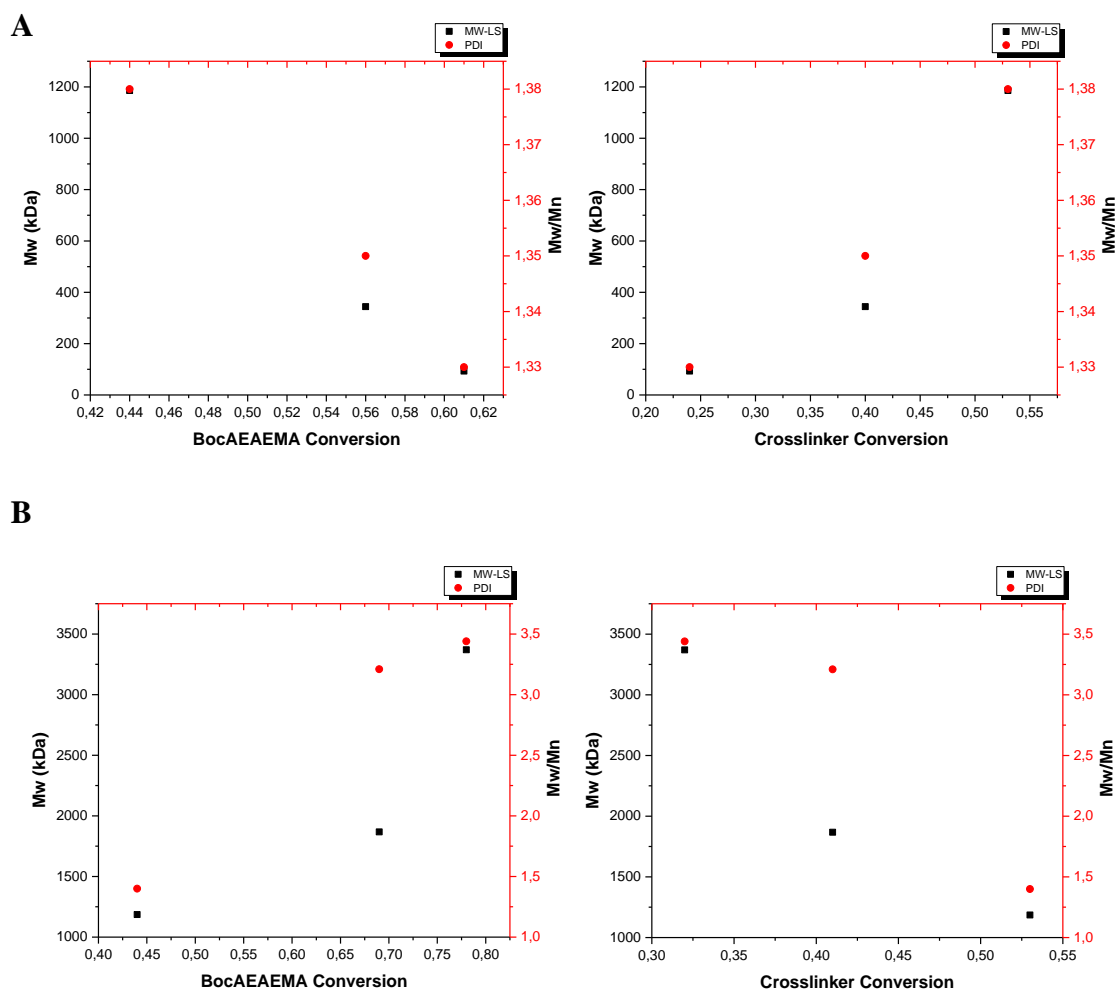 A
MW-LS
PDI
1200
1000
800
600
400
200
0
Mw (kDa)
1,38
1,37
1,36
1,35
1,34
1,33
Mw/Mn
0,42 0,44 0,46 0,48 0,50 0,52 0,54 0,56 0,58 0,60 0,62
BocAEAEMA Conversion
MW-LS
PDI
1200
1000
800
600
400
200
0
Mw (kDa)
1,38
1,37
1,36
1,35
1,34
1,33
Mw/Mn
0,20 0,25 0,30 0,35 0,40 0,45 0,50 0,55
Crosslinker Conversion
B
MW-LS
PDI
3500
3000
2500
2000
1500
1000
Mw (kDa)
3,5
3,0
2,5
2,0
1,5
1,0
Mw/Mn
0,40 0,45 0,50 0,55 0,60 0,65 0,70 0,75 0,80
BocAEAEMA Conversion
MW-LS
PDI
3500
3000
2500
2000
1500
1000
Mw (kDa)
3,5
3,0
2,5
2,0
1,5
1,0
Mw/Mn
0,30 0,35 0,40 0,45 0,50 0,55
Crosslinker Conversion